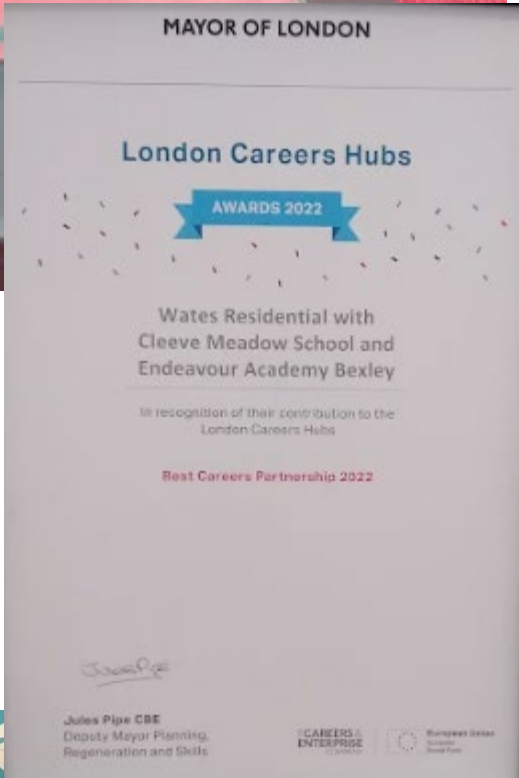 MAYOR OF LONDON
London Careers Hubs
AWARDS 2022
Wates Residential with
Cleeve Meadow School and
Endeavour Academy Bexley
In recognition of their contribution to the
London Careers Hubs
Best Careers Partnership 2022
Jules Pipe
Jules Pipe CBE
Deputy Mayor Planning,
Regeneration and Skills
CAREERS &
ENTERPRISE
European Union